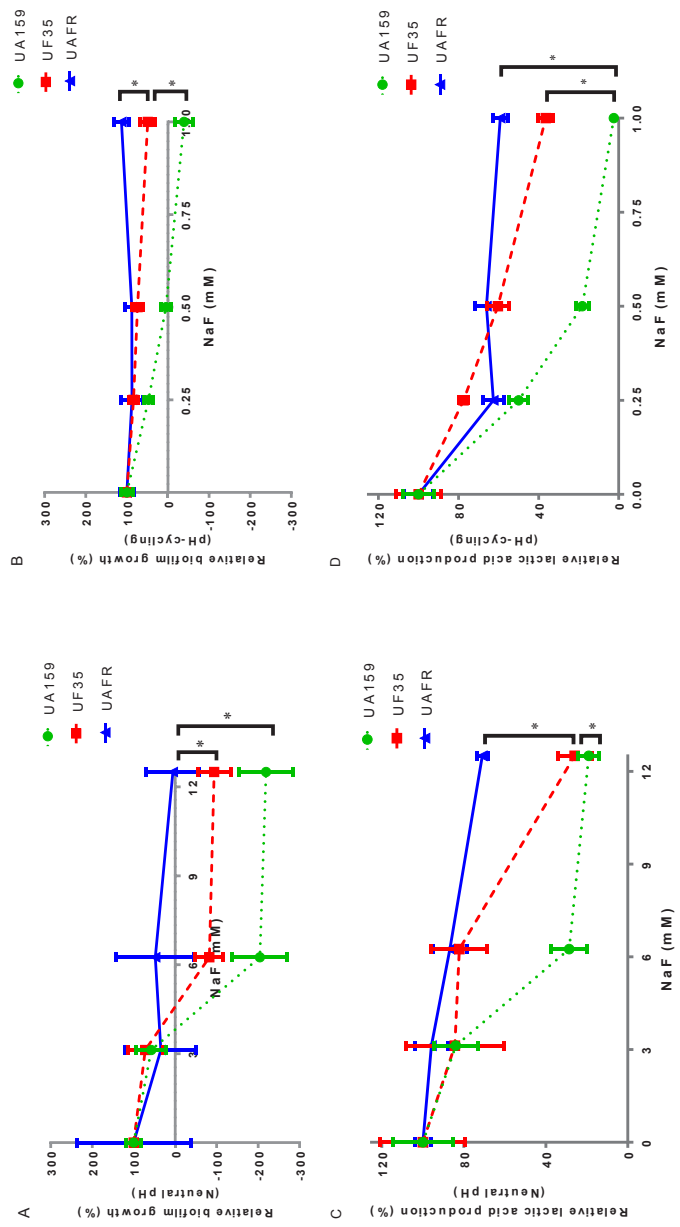 A
Relative biofilm growth (%)
(Neutral pH)
300
200
100
0
-100
-200
-300
3
6
9
12
NaF (mM)
UA159
UF35
UAFR
*
*
B
Relative biofilm growth (%)
(pH-cycling)
300
200
100
0
-100
-200
-300
0.25
0.50
0.75
1.00
NaF (mM)
UA159
UF35
UAFR
*
*
C
Relative lactic acid production (%)
(Neutral pH)
120
80
40
0
0
3
6
9
12
NaF (mM)
UA159
UF35
UAFR
*
*
D
Relative lactic acid production (%)
(pH-cycling)
120
80
40
0
0.00
0.25
0.50
0.75
1.00
NaF (mM)
UA159
UF35
UAFR
*
*